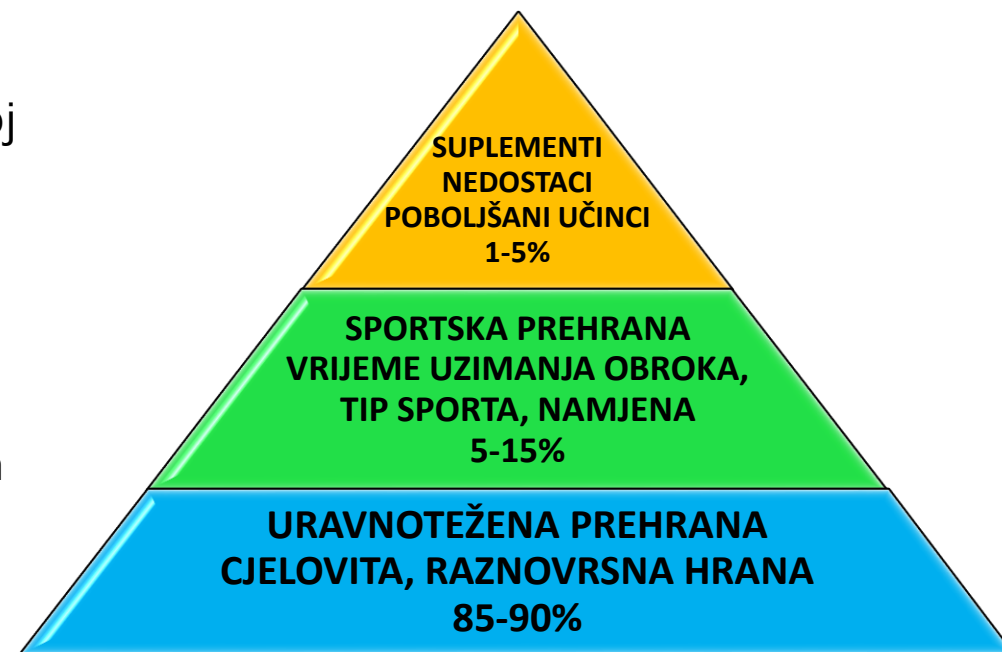 oj
SUPLEMENTI
NEDOSTACI
POBOLJŠANI UČINCI
1-5%
SPORTSKA PREHRANA
VRIJEME UZIMANJA OBROKA,
TIP SPORTA, NAMJENA
5-15%
URAVNOTEŽENA PREHRANA
CJELOVITA, RAZNOVRSNA HRANA
85-90%